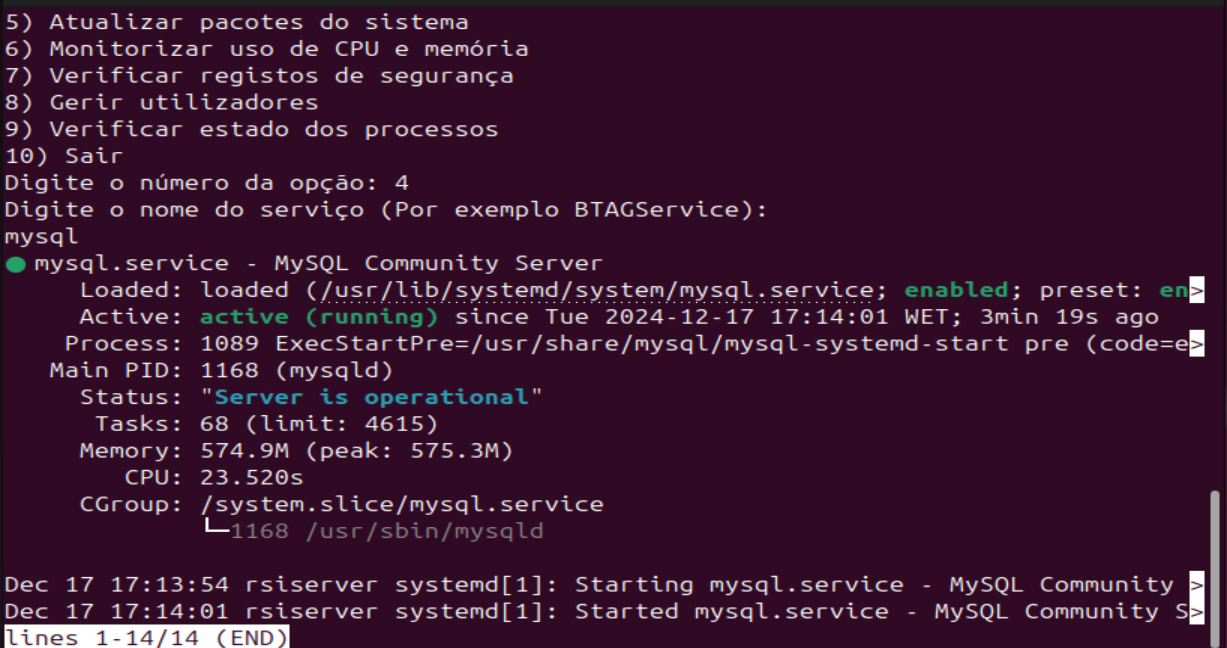 5) Atualizar pacotes do sistema
6) Monitorizar uso de CPU e memória
7) Verificar registos de segurança
8) Gerir utilizadores
9) Verificar estado dos processos
10) Sair
Digite o número da opção: 4
Digite o nome do serviço (Por exemplo BTAGService):
mysql
● mysql.service - MySQL Community Server
     Loaded: loaded (/usr/lib/systemd/system/mysql.service; enabled; preset: en>
     Active: active (running) since Tue 2024-12-17 17:14:01 WET; 3min 19s ago
    Process: 1089 ExecStartPre=/usr/share/mysql/mysql-systemd-start pre (code=e>
   Main PID: 1168 (mysqld)
     Status: "Server is operational"
      Tasks: 68 (limit: 4615)
     Memory: 574.9M (peak: 575.3M)
        CPU: 23.520s
     CGroup: /system.slice/mysql.service
             └─1168 /usr/sbin/mysqld
Dec 17 17:13:54 rsiserver systemd[1]: Starting mysql.service - MySQL Community >
Dec 17 17:14:01 rsiserver systemd[1]: Started mysql.service - MySQL Community S>
lines 1-14/14 (END)